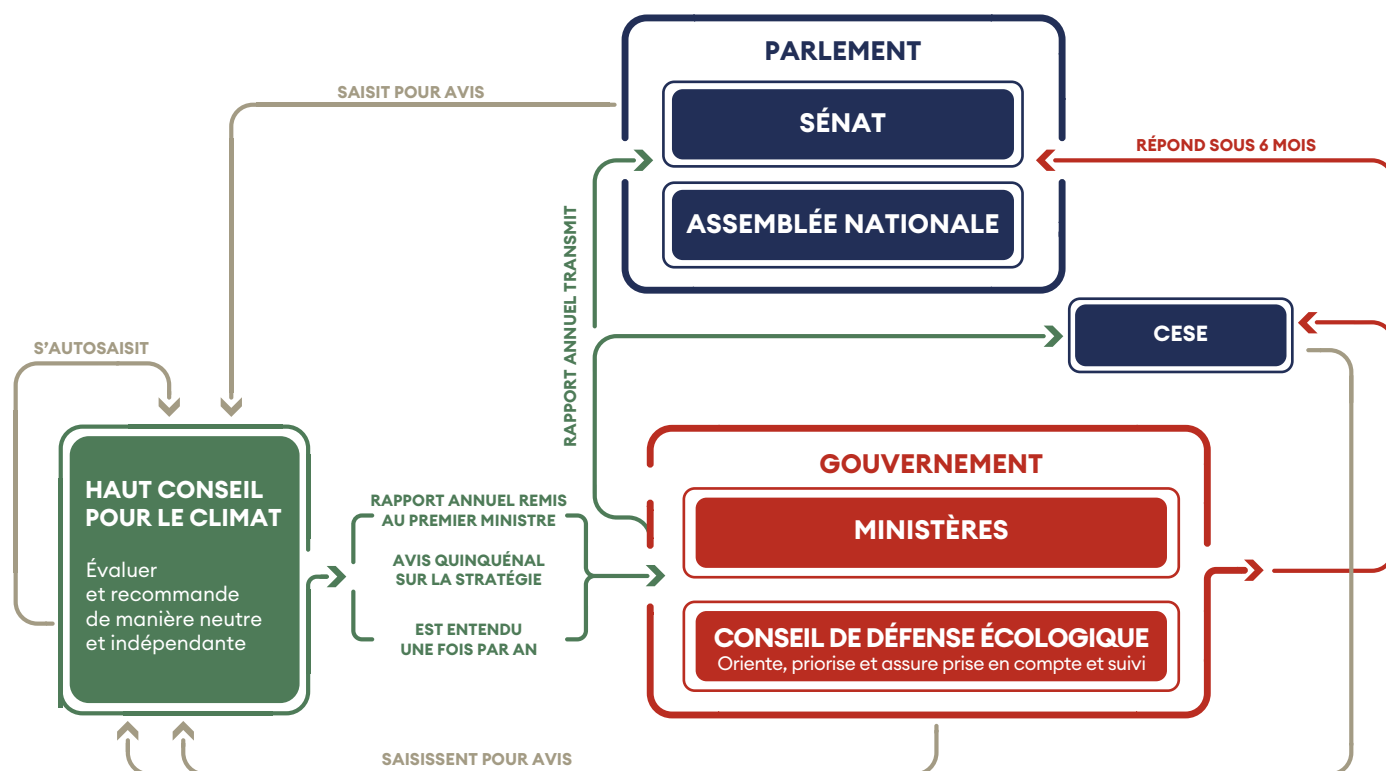 PARLEMENT
SÉNAT
ASSEMBLÉE NATIONALE
SAISIT POUR AVIS
RÉPOND SOUS 6 MOIS
RAPPORT ANNUEL TRANSMIT
CESE
S'AUTOSAISIT
HAUT CONSEIL
POUR LE CLIMAT
Évaluer
et recommande
de manière neutre
et indépendante
RAPPORT ANNUEL REMIS
AU PREMIER MINISTRE
AVIS QUINQUÉNAL
SUR LA STRATÉGIE
EST ENTENDU
UNE FOIS PAR AN
GOUVERNEMENT
MINISTÈRES
CONSEIL DE DÉFENSE ÉCOLOGIQUE
Oriente, priorise et assure prise en compte et suivi
SAISISSENT POUR AVIS